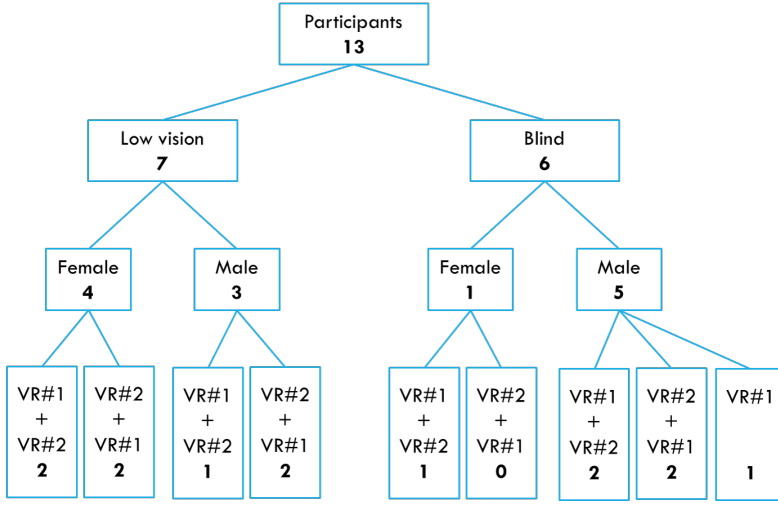 Participants
13
Low vision
7
Blind
6
Female
4
Male
3
Female
1
Male
5
VR#1
+
VR#2
2
VR#2
+
VR#1
2
VR#1
+
VR#2
1
VR#2
+
VR#1
2
VR#1
+
VR#2
1
VR#2
+
VR#1
0
VR#1
+
VR#2
2
VR#2
+
VR#1
2
VR#1
1